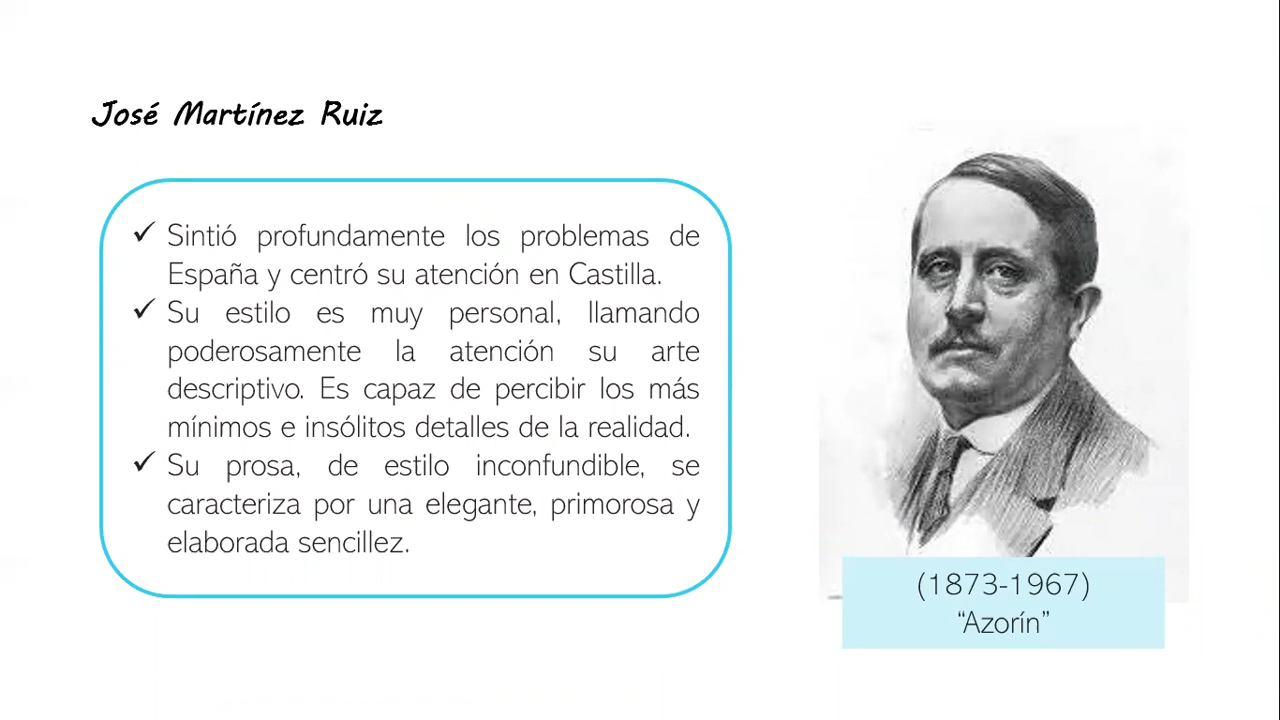 José Martínez Ruiz
✓ Sintió profundamente los problemas de
España y centró su atención en Castilla.
✓ Su estilo es muy personal, llamando
poderosamente la atención su arte
descriptivo. Es capaz de percibir los más
mínimos e insólitos detalles de la realidad.
✓ Su prosa, de estilo inconfundible, se
caracteriza por una elegante, primorosa y
elaborada sencillez.
(1873-1967)
“Azorín”